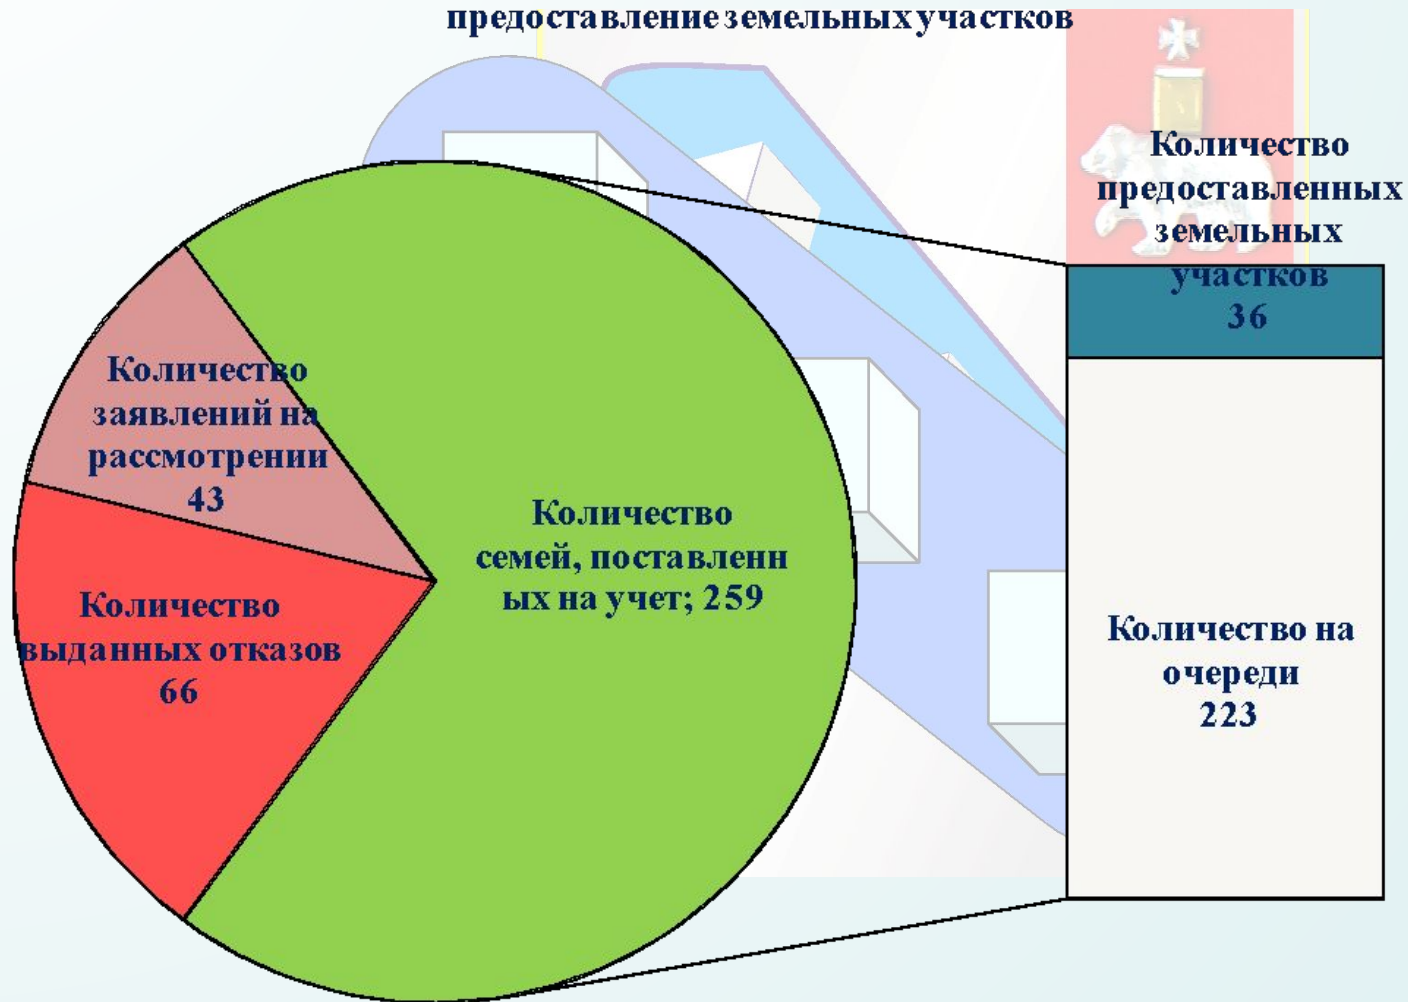 предоставление земельных участков
Количество
предоставленных
земельных
участков
36
Количество
заявлений на
рассмотрении
43
Количество
семей, поставленн
ых на учет; 259
Количество
выданных отказов
66
Количество на
очереди
223